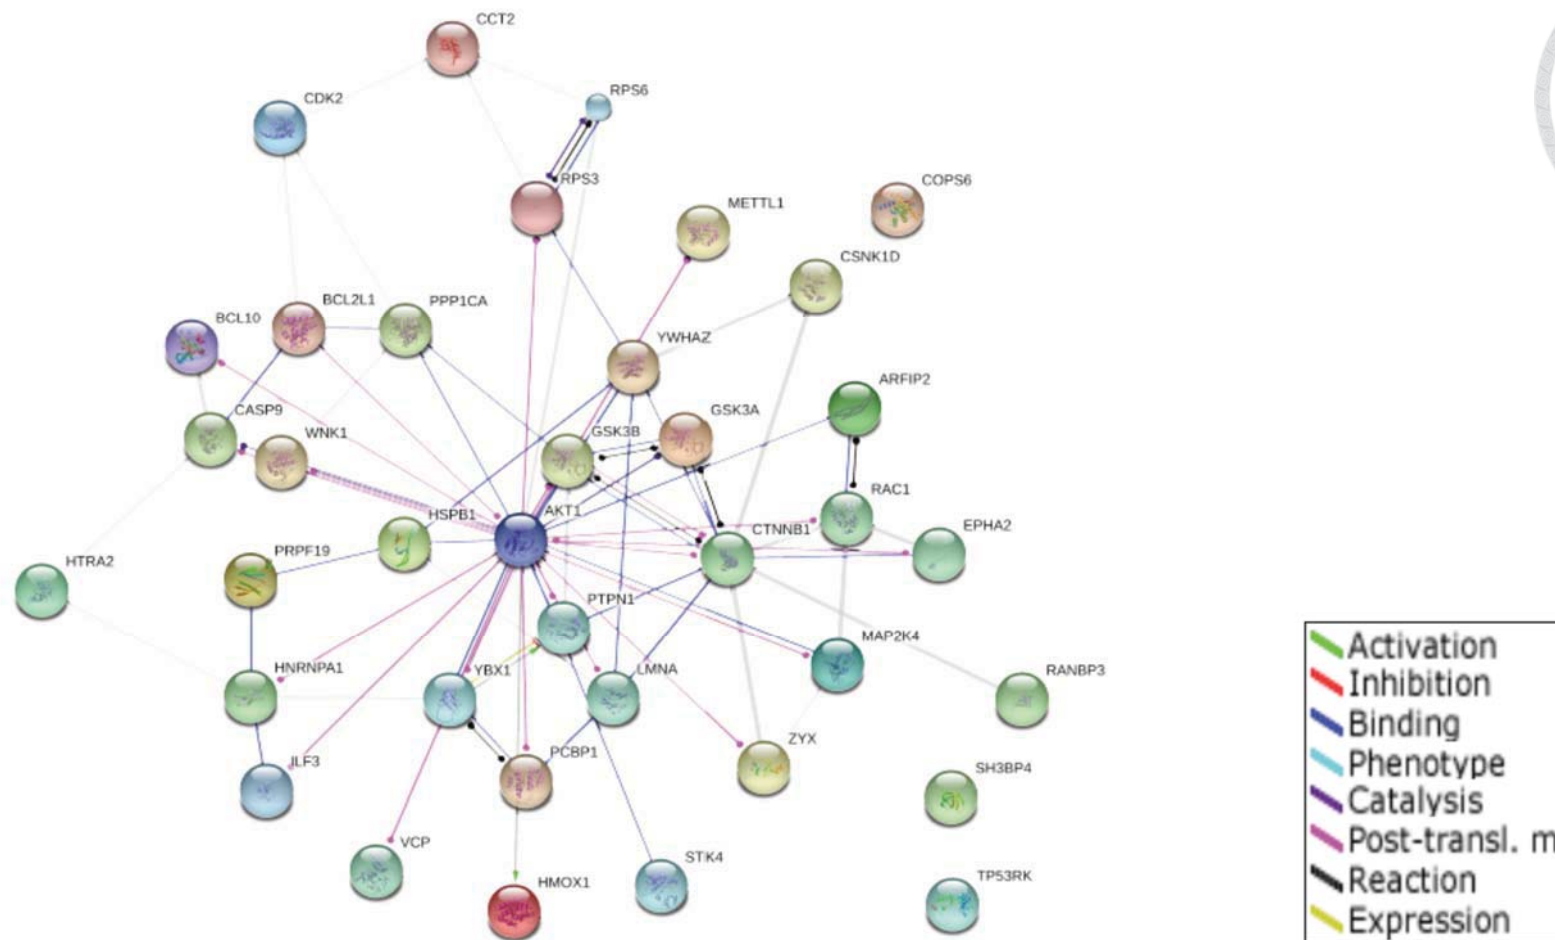 CCT2
RPS6
CDK2
RPS3
COPS6
METTL1
CSNK1D
BCL2L1
PPP1CA
BCL10
YWHAZ
ARFIP2
CASP9
GSK3A
WNK1
GSK3B
RAC1
HSPB1
AKT1
EPHA2
CTNNB1
PRPF19
HTRA2
PTPN1
MAP2K4
HNRNPA1
YBX1
LMNA
RANBP3
ZYX
PCBP1
ILF3
SH3BP4
VCP
STK4
HMOX1
TP53RK
Activation
Inhibition
Binding
Phenotype
Catalysis
Post-transl. m
Reaction
Expression